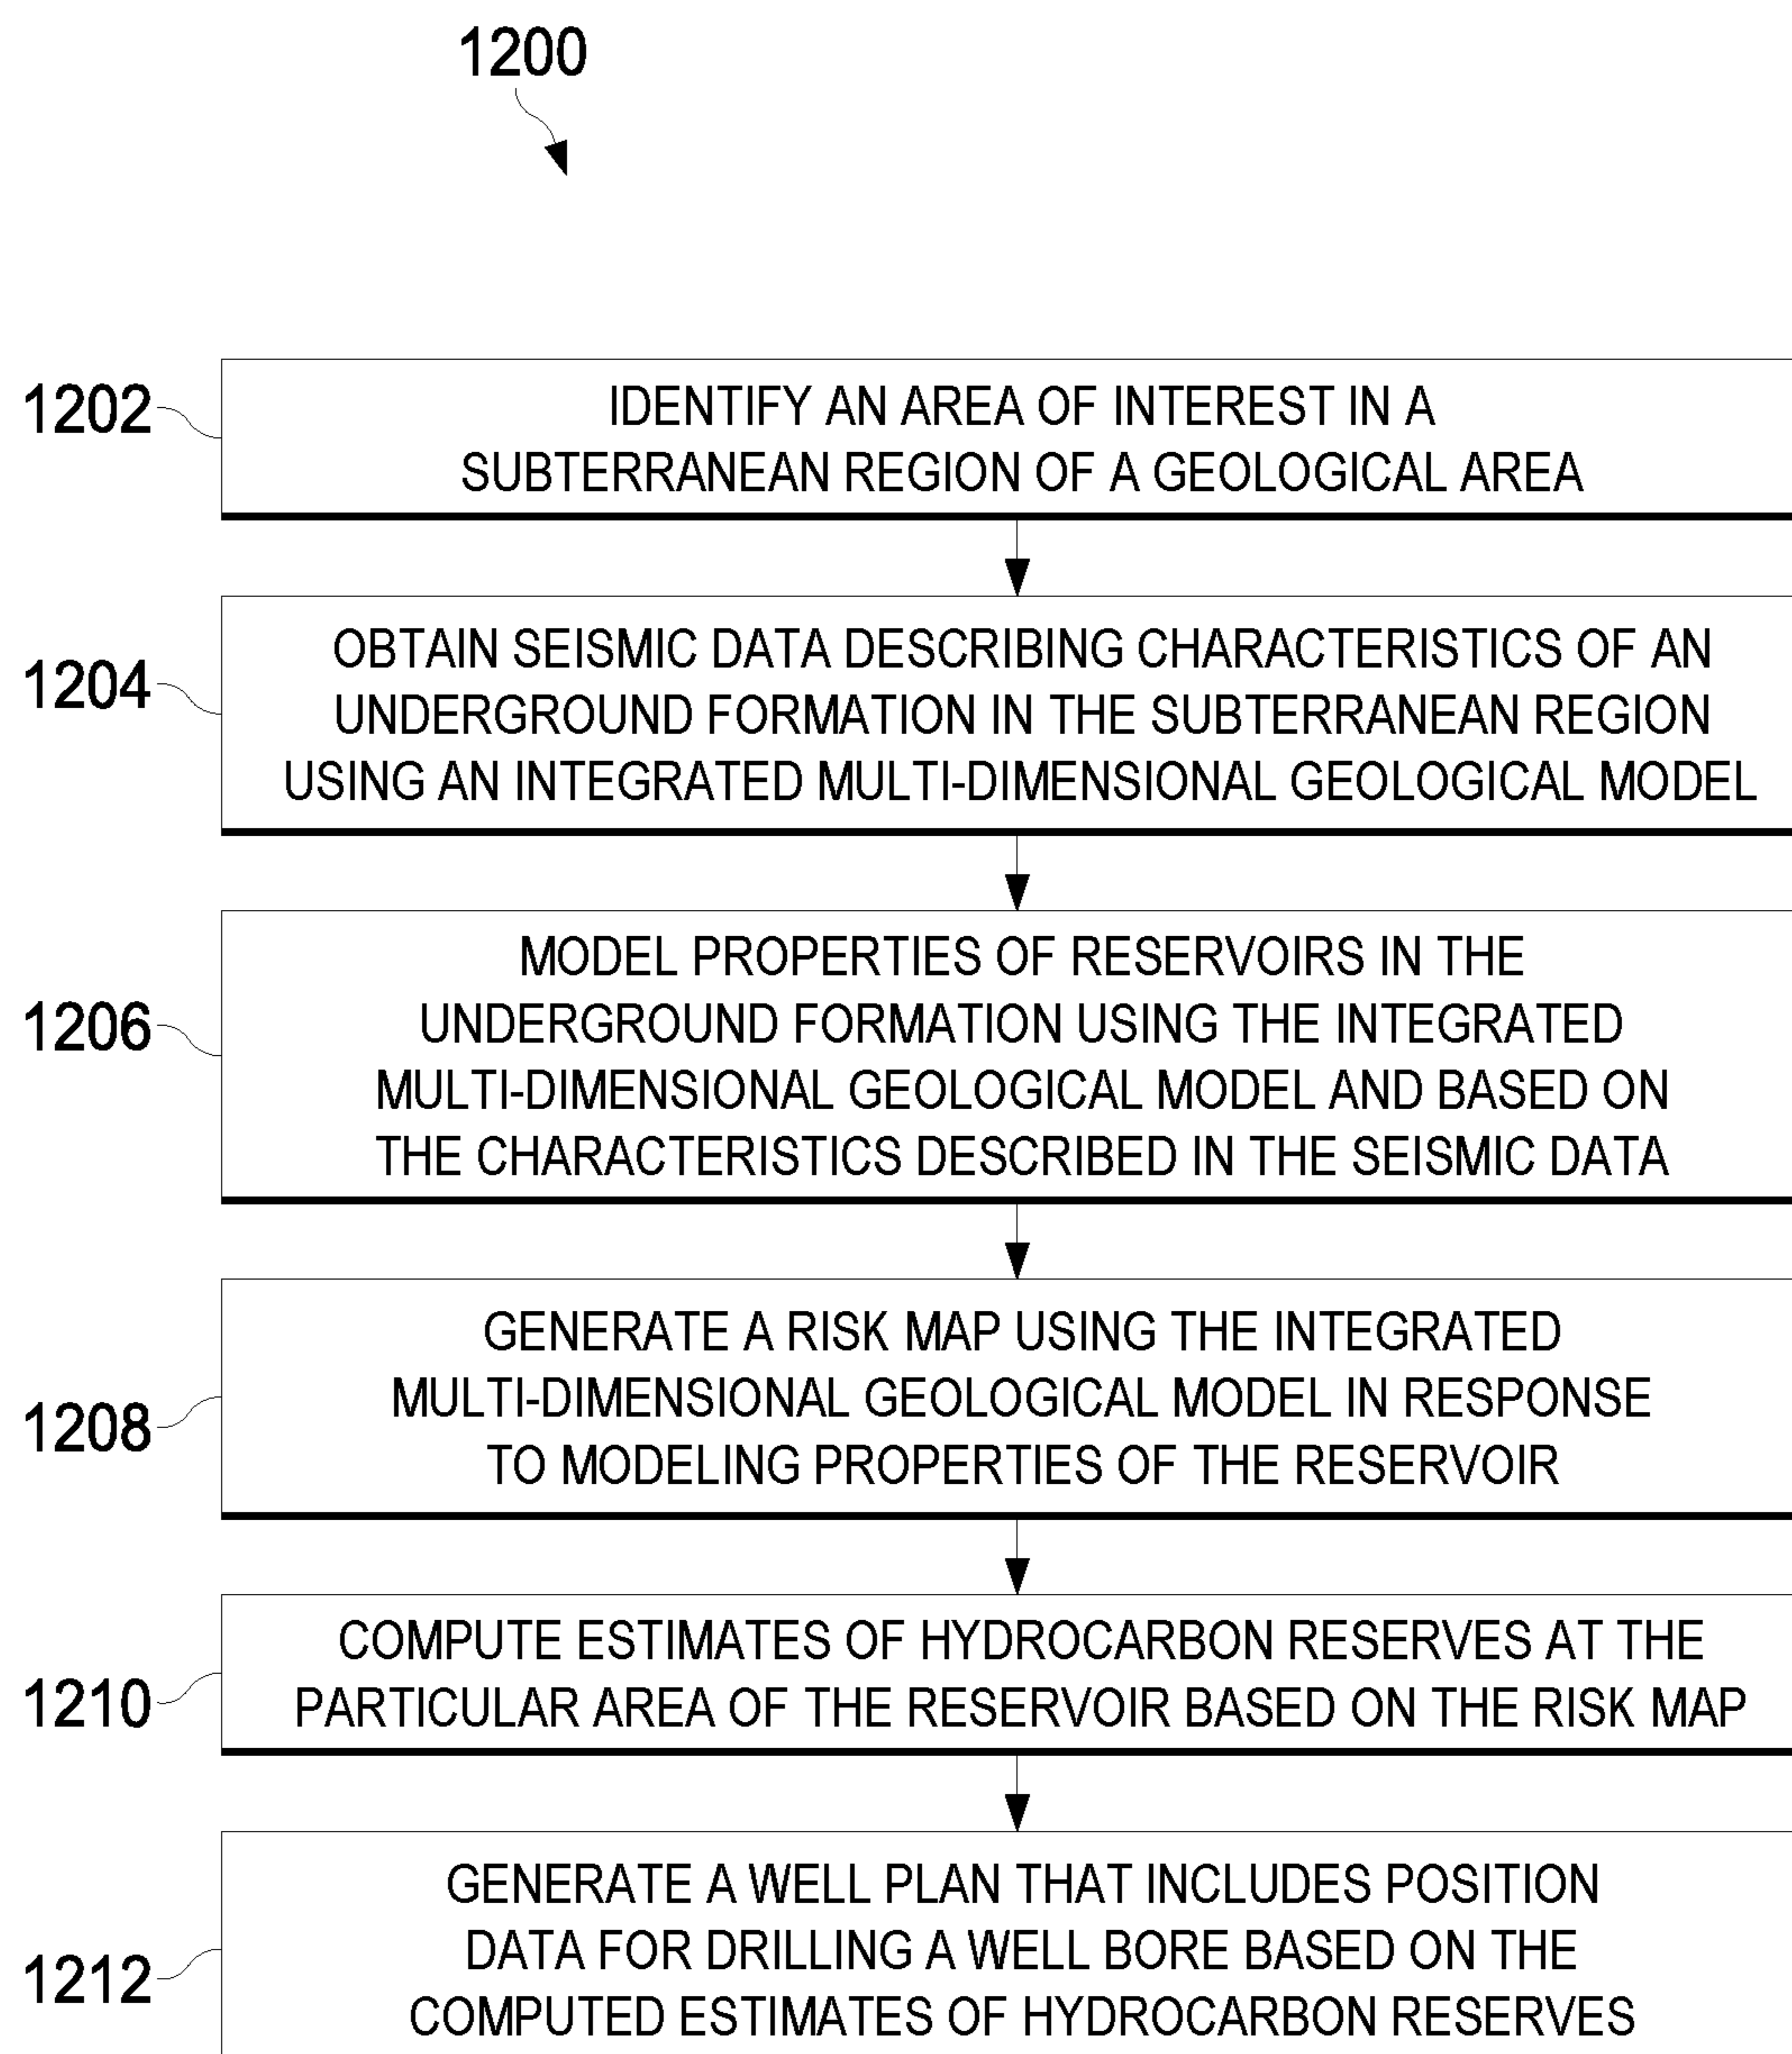 1200
1202
IDENTIFY AN AREA OF INTEREST IN A
SUBTERRANEAN REGION OF A GEOLOGICAL AREA
1204
OBTAIN SEISMIC DATA DESCRIBING CHARACTERISTICS OF AN
UNDERGROUND FORMATION IN THE SUBTERRANEAN REGION
USING AN INTEGRATED MULTI-DIMENSIONAL GEOLOGICAL MODEL
1206
MODEL PROPERTIES OF RESERVOIRS IN THE
UNDERGROUND FORMATION USING THE INTEGRATED
MULTI-DIMENSIONAL GEOLOGICAL MODEL AND BASED ON
THE CHARACTERISTICS DESCRIBED IN THE SEISMIC DATA
1208
GENERATE A RISK MAP USING THE INTEGRATED
MULTI-DIMENSIONAL GEOLOGICAL MODEL IN RESPONSE
TO MODELING PROPERTIES OF THE RESERVOIR
1210
COMPUTE ESTIMATES OF HYDROCARBON RESERVES AT THE
PARTICULAR AREA OF THE RESERVOIR BASED ON THE RISK MAP
1212
GENERATE A WELL PLAN THAT INCLUDES POSITION
DATA FOR DRILLING A WELL BORE BASED ON THE
COMPUTED ESTIMATES OF HYDROCARBON RESERVES